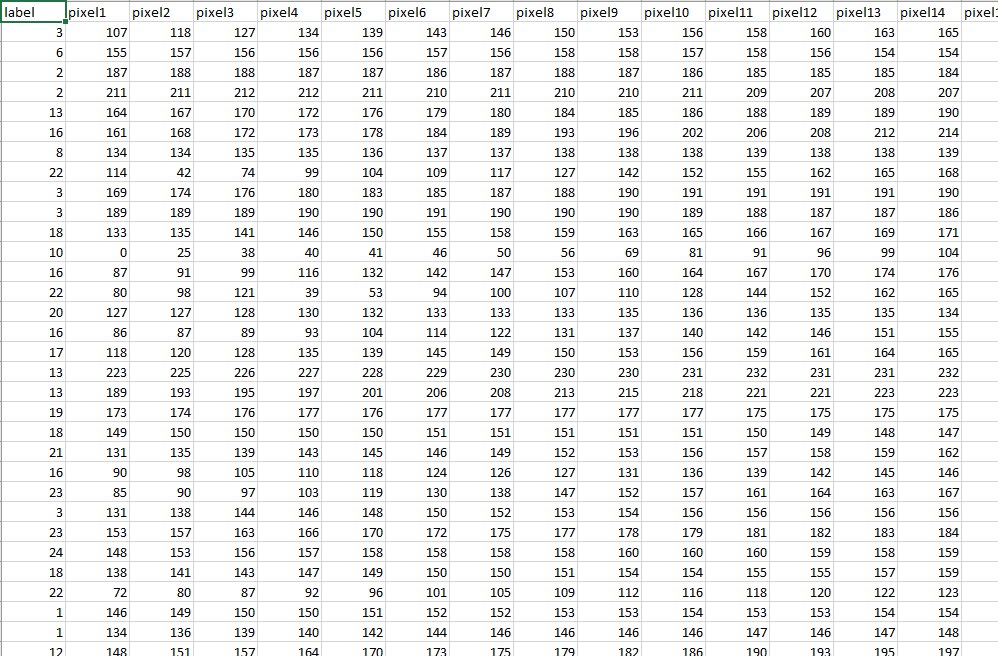 label pixel1 pixel2 pixel3 pixel4 pixel5 pixel6 pixel7 pixel8 pixel9 pixel10 pixel11 pixel12 pixel13 pixel14
3 107 118 127 134 139 143 146 150 153 156 158 160 163 165
6 155 157 156 156 156 157 156 158 158 157 158 156 154 154
2 187 188 188 187 187 186 187 188 187 186 185 185 185 184
2 211 211 212 212 211 210 211 210 210 211 209 207 208 207
13 164 167 170 172 176 179 180 184 185 186 188 189 189 190
16 161 168 172 173 178 184 189 193 196 202 206 208 212 214
8 134 134 135 135 136 137 137 138 138 138 139 138 138 139
22 114 42 74 99 104 109 117 127 142 152 155 162 165 168
3 169 174 176 180 183 185 187 188 190 191 191 191 191 190
3 189 189 189 190 190 191 190 190 190 189 188 187 187 186
18 133 135 141 146 150 155 158 159 163 165 166 167 169 171
10 0 25 38 40 41 46 50 56 69 81 91 96 99 104
16 87 91 99 116 132 142 147 153 160 164 167 170 174 176
22 80 98 121 39 53 94 100 107 110 128 144 152 162 165
20 127 127 128 130 132 133 133 133 135 136 136 135 135 134
16 86 87 89 93 104 114 122 131 137 140 142 146 151 155
17 118 120 128 135 139 145 149 150 153 156 159 161 164 165
13 223 225 226 227 228 229 230 230 230 231 232 231 231 232
13 189 193 195 197 201 206 208 213 215 218 221 221 223 223
19 173 174 176 177 176 177 177 177 177 177 175 175 175 175
18 149 150 150 150 150 151 151 151 151 151 150 149 148 147
21 131 135 139 143 145 146 149 152 153 156 157 158 159 162
16 90 98 105 110 118 124 126 127 131 136 139 142 145 146
23 85 90 97 103 119 130 138 147 152 157 161 164 163 167
3 131 138 144 146 148 150 152 153 154 156 156 156 156 156
23 153 157 163 166 170 172 175 177 178 179 181 182 183 184
24 148 153 156 157 158 158 158 158 160 160 160 159 158 159
18 138 141 143 147 149 150 150 151 154 154 155 155 157 159
22 72 80 87 92 96 101 105 109 112 116 118 120 122 123
1 146 149 150 150 151 152 152 153 153 154 153 153 154 154
1 134 136 139 140 142 144 146 146 146 146 147 146 147 148
12 148 151 157 164 170 173 175 179 182 186 190 193 195 197